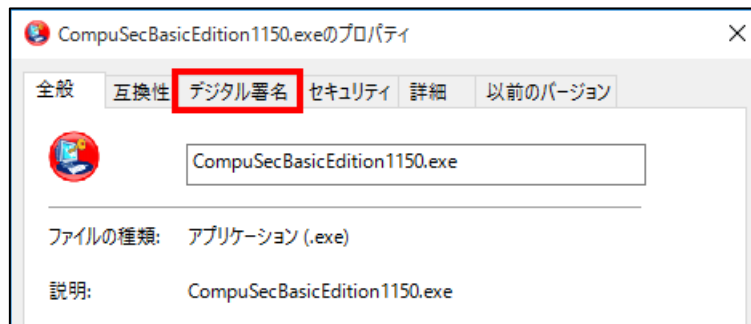 CompuSecBasicEdition1150.exeのプロパティ
全般 互換性 デジタル署名 セキュリティ 詳細 以前のバージョン
CompuSecBasicEdition1150.exe
ファイルの種類: アプリケーション (.exe)
説明: CompuSecBasicEdition1150.exe